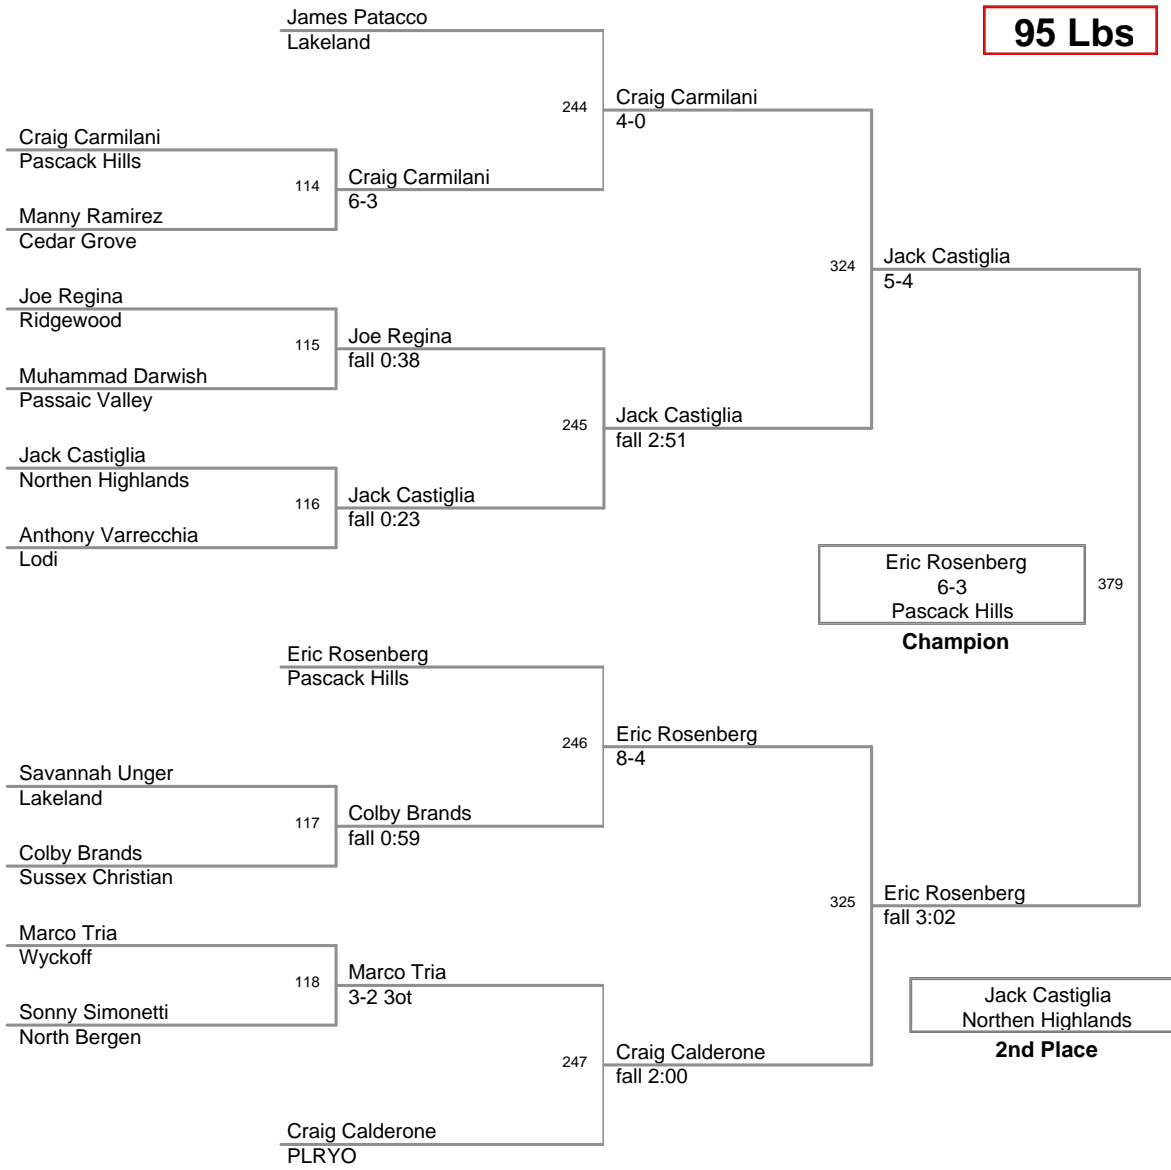 James Patacco
Lakeland
95 Lbs
244
Craig Carmilani
4-0
Craig Carmilani
Pascack Hills
114
Craig Carmilani
6-3
Manny Ramirez
Cedar Grove
324
Jack Castiglia
5-4
Joe Regina
Ridgewood
115
Joe Regina
fall 0:38
Muhammad Darwish
Passaic Valley
245
Jack Castiglia
fall 2:51
Jack Castiglia
Northen Highlands
116
Jack Castiglia
fall 0:23
Anthony Varrecchia
Lodi
Eric Rosenberg
6-3
Pascack Hills
379
Champion
Eric Rosenberg
Pascack Hills
246
Eric Rosenberg
8-4
Savannah Unger
Lakeland
117
Colby Brands
fall 0:59
Colby Brands
Sussex Christian
325
Eric Rosenberg
fall 3:02
Marco Tria
Wyckoff
118
Marco Tria
3-2 3ot
Sonny Simonetti
North Bergen
Jack Castiglia
Northen Highlands
2nd Place
247
Craig Calderone
fall 2:00
Craig Calderone
PLRYO